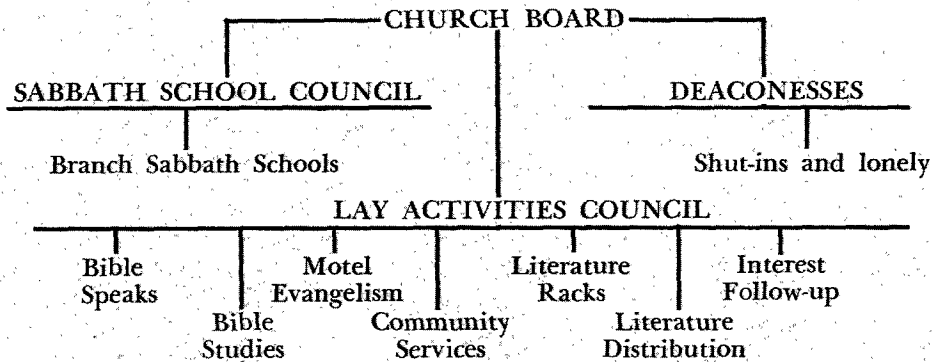 CHURCH BOARD
SABBATH SCHOOL COUNCIL
DEACONESSES
Branch Sabbath Schools
Shut-ins and lonely
LAY ACTIVITIES COUNCIL
Bible
Speaks
Bible
Studies
Motel
Evangelism
Community
Services
Literature
Racks
Literature
Distribution
Interest
Follow-up